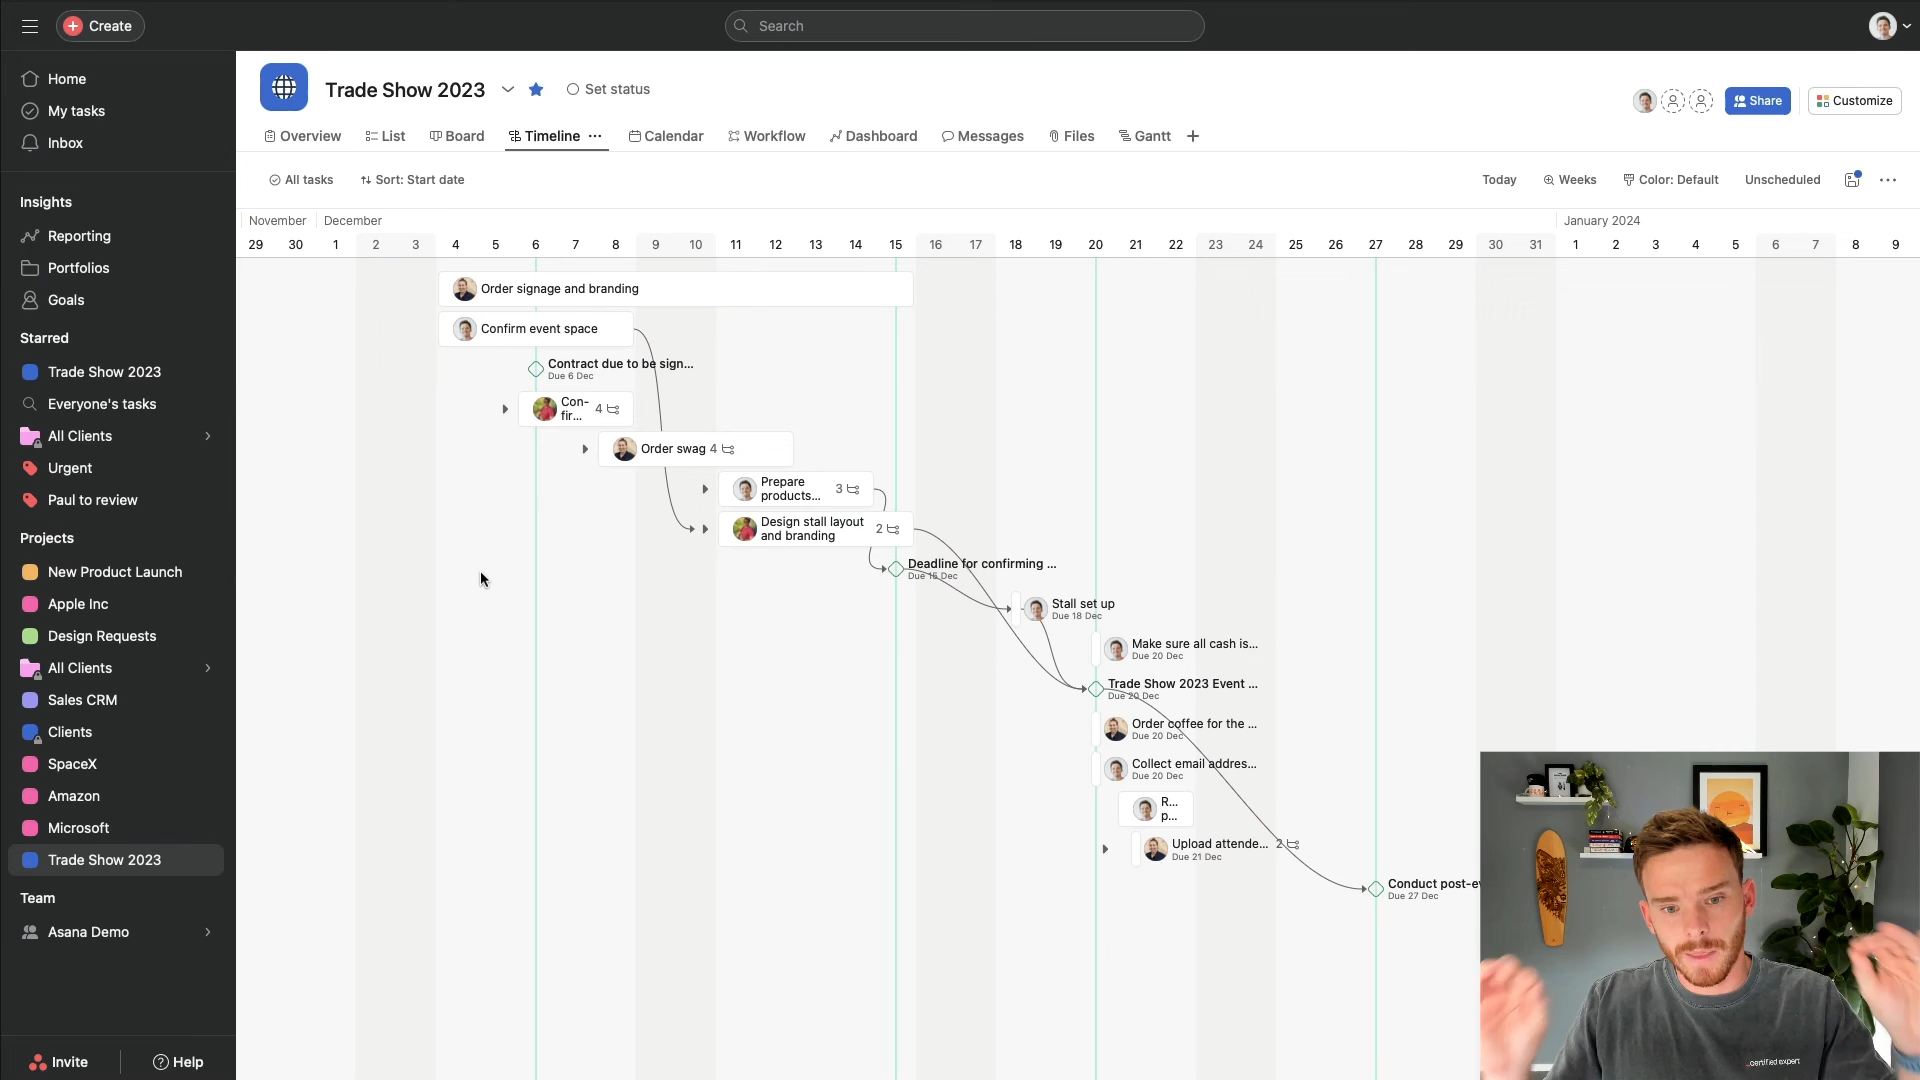 Create
Search
Home
My tasks
Inbox
Insights
Reporting
Portfolios
Goals
Starred
Trade Show 2023
Everyone's tasks
All Clients
Urgent
Paul to review
Projects
New Product Launch
Apple Inc
Design Requests
All Clients
Sales CRM
Clients
SpaceX
Amazon
Microsoft
Trade Show 2023
Team
Asana Demo
Invite
Help
Trade Show 2023
Set status
Share
Customize
Overview List Board Timeline Calendar Workflow Dashboard Messages Files Gantt
All tasks Sort: Start date
Today Weeks Color: Default Unscheduled
November December January 2024
29 30 1 2 3 4 5 6 7 8 9 10 11 12 13 14 15 16 17 18 19 20 21 22 23 24 25 26 27 28 29 30 31 1 2 3 4 5 6 7 8 9
Order signage and branding
Confirm event space
Contract due to be sign...
Due 6 Dec
Con-
fir...
4
Order swag 4
Prepare
products...
3
Design stall layout
and branding
2
Deadline for confirming ...
Due 15 Dec
Stall set up
Due 18 Dec
Make sure all cash is...
Due 20 Dec
Trade Show 2023 Event ...
Due 20 Dec
Order coffee for the ...
Due 20 Dec
Collect email addres...
Due 20 Dec
R...
p...
Upload attende... 2
Due 21 Dec
Conduct post-ev
Due 27 Dec
certified expert